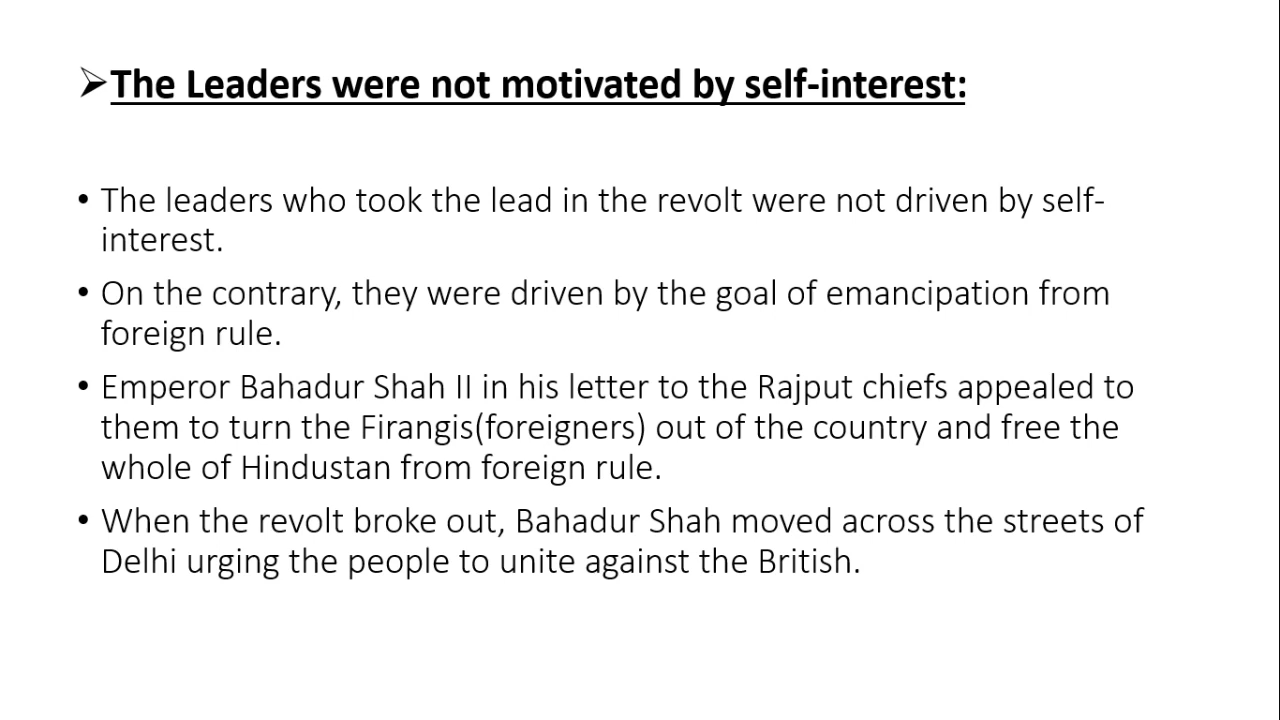 ➢The Leaders were not motivated by self-interest:
• The leaders who took the lead in the revolt were not driven by self-
interest.
• On the contrary, they were driven by the goal of emancipation from
foreign rule.
• Emperor Bahadur Shah II in his letter to the Rajput chiefs appealed to
them to turn the Firangis(foreigners) out of the country and free the
whole of Hindustan from foreign rule.
• When the revolt broke out, Bahadur Shah moved across the streets of
Delhi urging the people to unite against the British.